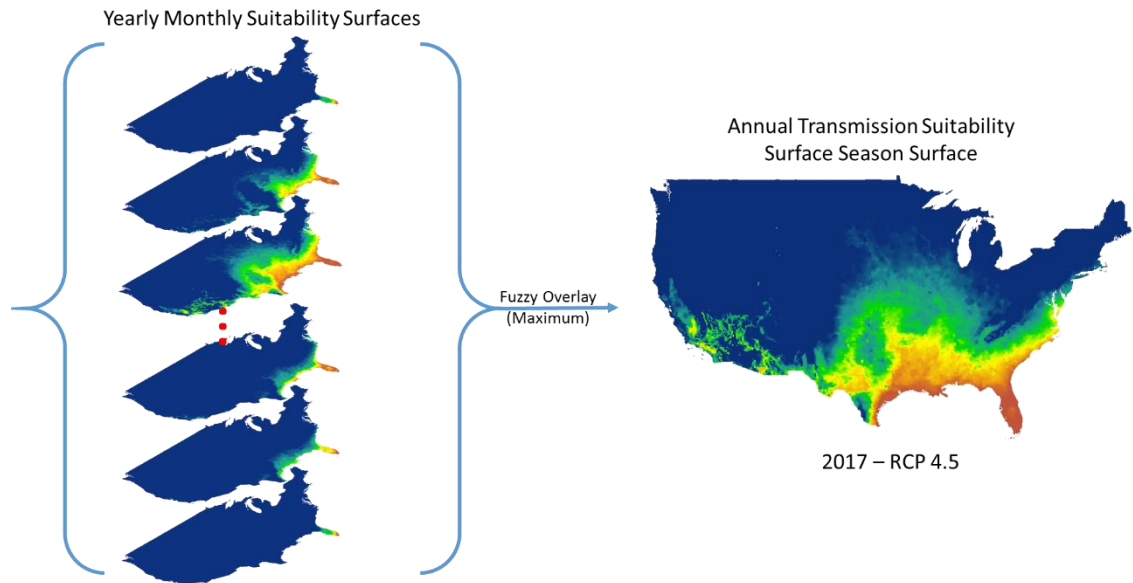 Yearly Monthly Suitability Surfaces
Annual Transmission Suitability
Surface Season Surface
Fuzzy Overlay
(Maximum)
2017 – RCP 4.5